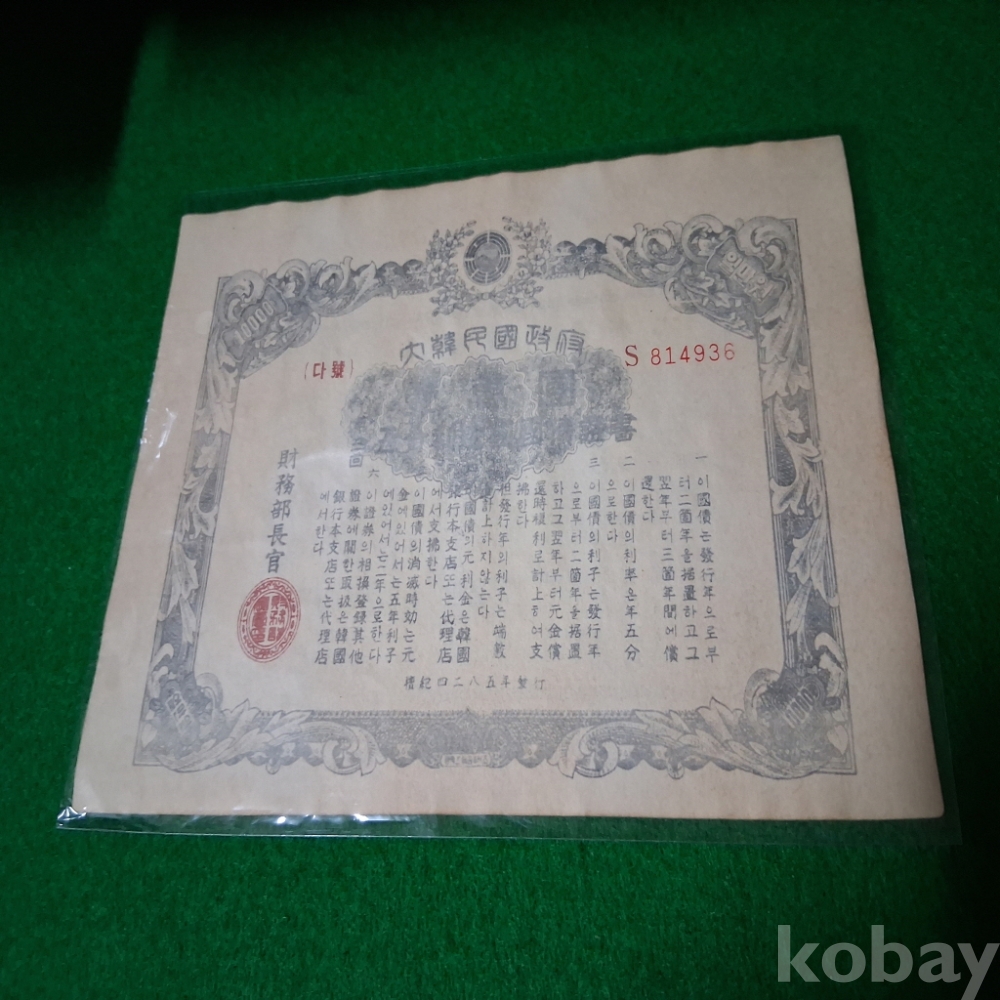 10000
大韓民國政府
(다號)
S 814936
一 이國債는發行年으로부
터二箇年을据置하고그
翌年부터三箇年間에償
還한다
二 이國債의利率은年五分
으로한다
三 이國債의利子는發行年
으로부터二箇年을据置
하고그翌年부터元金償
還時複利로計上하여支
拂한다
但發行年의利子는端數
計上하지않는다
國債의元利金은韓國
銀行本支店또는代理店
에서支拂한다
이國債의消滅時効는元
金에있어서는五年利子
에있어서는二年으로한다
六 이證券의相換登錄其他
證券에關한取扱은韓國
銀行本支店또는代理店
에서한다
檀紀四二八五年發行
財務部長官
kobay